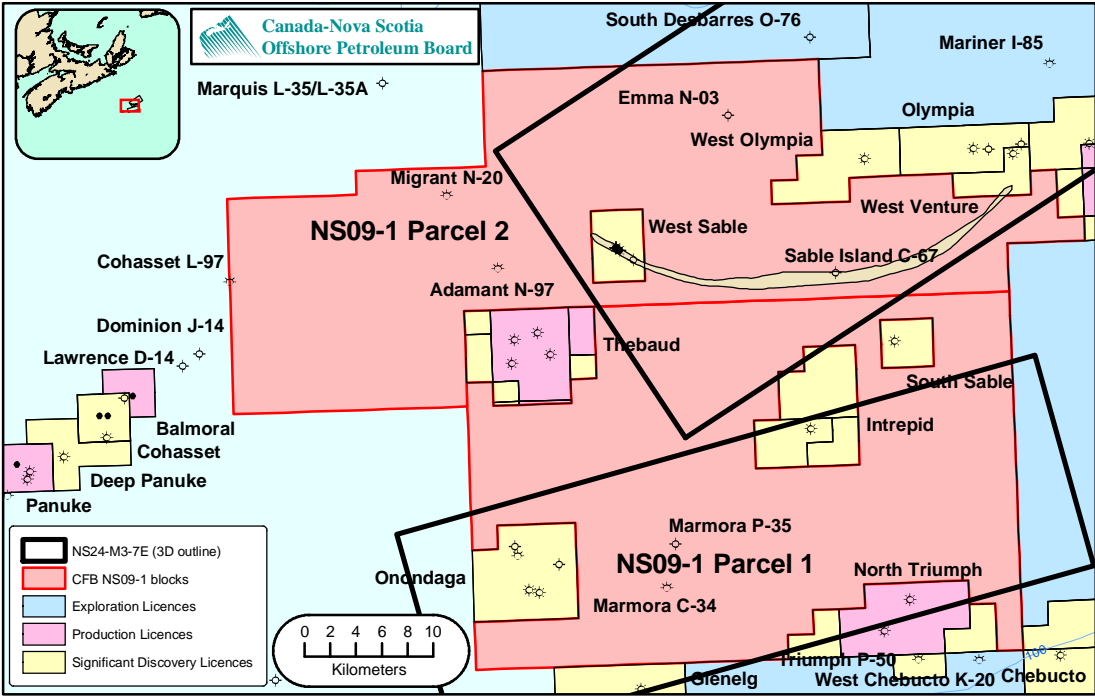 Canada-Nova Scotia
Offshore Petroleum Board
South Desbarres O-76
Mariner I-85
Marquis L-35/L-35A
Emma N-03
Olympia
West Olympia
Migrant N-20
NS09-1 Parcel 2
West Venture
West Sable
Sable Island C-67
Cohasset L-97
Adamant N-97
Dominion J-14
Thebaud
Lawrence D-14
South Sable
Balmoral
Intrepid
Cohasset
Deep Panuke
Panuke
Marmora P-35
NS09-1 Parcel 1
North Triumph
Onondaga
Marmora C-34
Triumph P-50
West Chebucto K-20
Chebucto
Glenelg
100
NS24-M3-7E (3D outline)
CFB NS09-1 blocks
Exploration Licences
Production Licences
Significant Discovery Licences
0 2 4 6 8 10
Kilometers